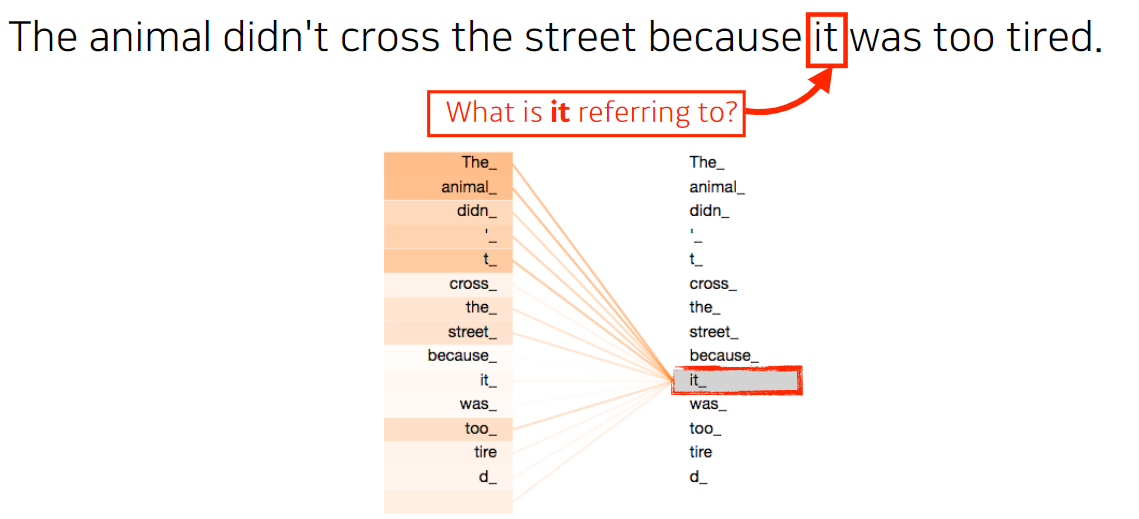 The animal didn't cross the street because it was too tired.
What is it referring to?
The_ The_
animal_ animal_
didn_ didn_
'_ '_
t_ t_
cross_ cross_
the_ the_
street_ street_
because_ because_
it_ it_
was_ was_
too_ too_
tire tire
d_ d_